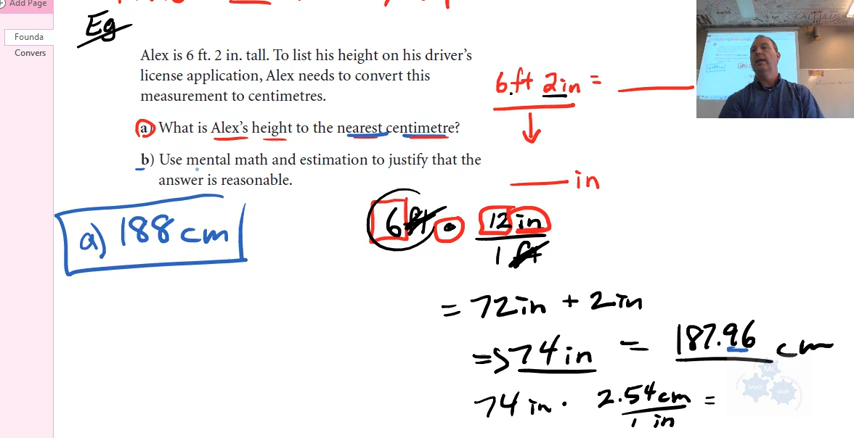 Add Page
Founda
Convers
Eg
Alex is 6 ft. 2 in. tall. To list his height on his driver's
license application, Alex needs to convert this
measurement to centimetres.
a) What is Alex's height to the nearest centimetre?
b) Use mental math and estimation to justify that the
answer is reasonable.
6 ft 2 in =
in
a) 188 cm
6 ft • 12 in
1 ft
= 72 in + 2 in
= 74 in = 187.96 cm
74 in · 2.54 cm =
1 in